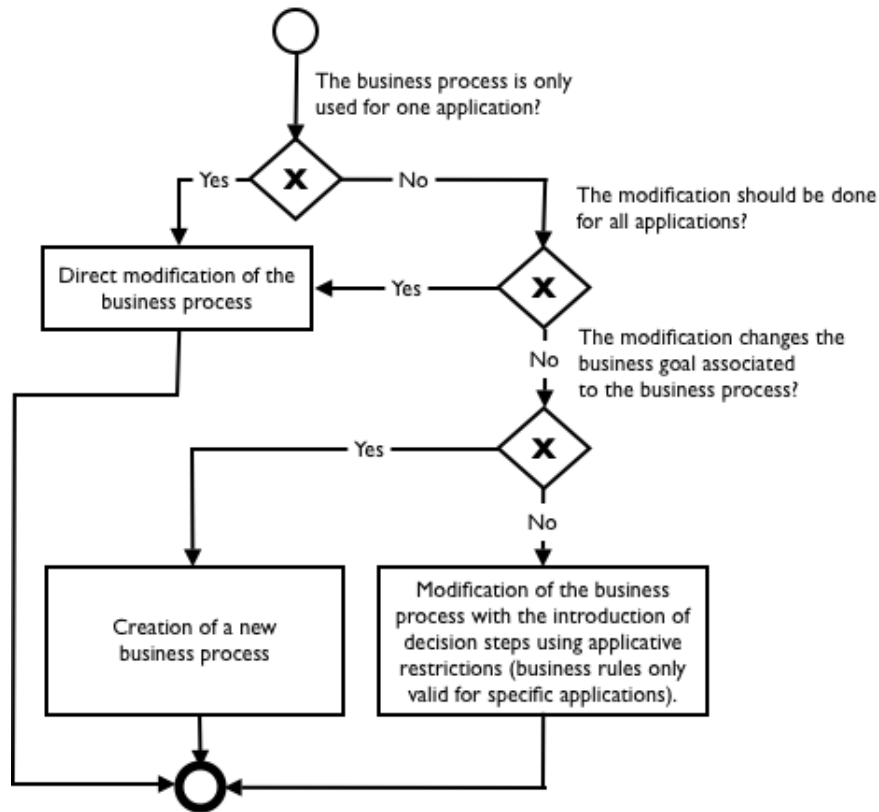 The business process is only
used for one application?
Yes
X
No
The modification should be done
for all applications?
Direct modification of the
business process
Yes
X
The modification changes the
business goal associated
to the business process?
No
Yes
X
No
Creation of a new
business process
Modification of the business
process with the introduction of
decision steps using applicative
restrictions (business rules only
valid for specific applications).